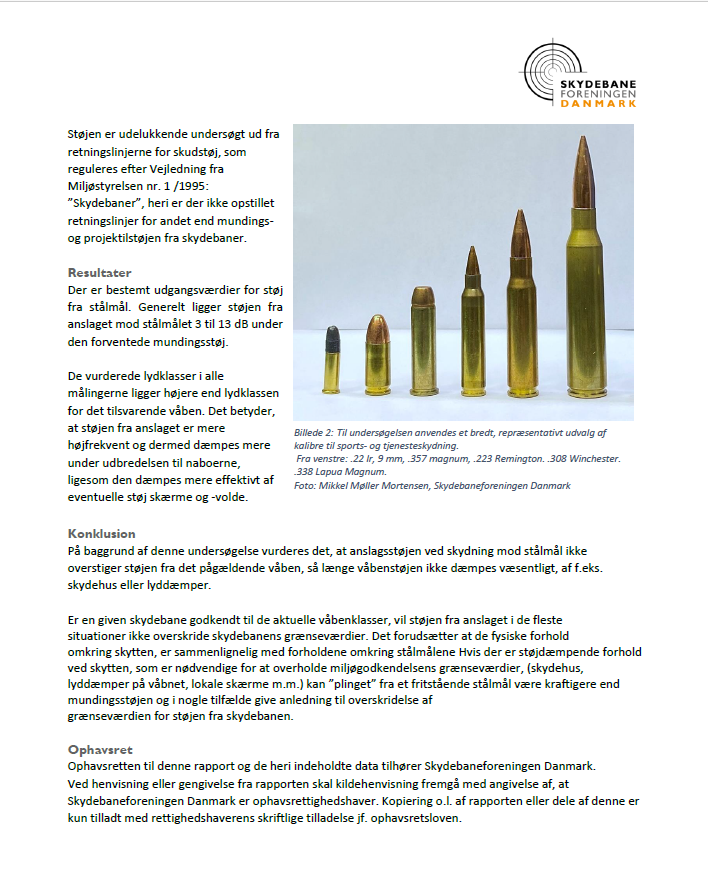 SKYDEBANE
FORENINGEN
DANMARK
Støjen er udelukkende undersøgt ud fra
retningslinjerne for skudstøj, som
reguleres efter Vejledning fra
Miljøstyrelsen nr. 1 /1995:
”Skydebaner”, heri er der ikke opstillet
retningslinjer for andet end mundings-
og projektilstøjen fra skydebaner.
Resultater
Der er bestemt udgangsværdier for støj
fra stålmål. Generelt ligger støjen fra
anslaget mod stålmålet 3 til 13 dB under
den forventede mundingsstøj.
De vurderede lydklasser i alle
målingerne ligger højere end lydklassen
for det tilsvarende våben. Det betyder,
at støjen fra anslaget er mere
højfrekvent og dermed dæmpes mere
under udbredelsen til naboerne,
ligesom den dæmpes mere effektivt af
eventuelle støj skærme og -volde.
Billede 2: Til undersøgelsen anvendes et bredt, repræsentativt udvalg af
kalibre til sports- og tjenesteskydning.
Fra venstre: .22 lr, 9 mm, .357 magnum, .223 Remington. .308 Winchester.
.338 Lapua Magnum.
Foto: Mikkel Møller Mortensen, Skydebaneforeningen Danmark
Konklusion
På baggrund af denne undersøgelse vurderes det, at anslagsstøjen ved skydning mod stålmål ikke
overstiger støjen fra det pågældende våben, så længe våbenstøjen ikke dæmpes væsentligt, af f.eks.
skydehus eller lyddæmper.
Er en given skydebane godkendt til de aktuelle våbenklasser, vil støjen fra anslaget i de fleste
situationer ikke overskride skydebanens grænseværdier. Det forudsætter at de fysiske forhold
omkring skytten, er sammenlignelig med forholdene omkring stålmålene Hvis der er støjdæmpende forhold
ved skytten, som er nødvendige for at overholde miljøgodkendelsens grænseværdier, (skydehus,
lyddæmper på våbnet, lokale skærme m.m.) kan ”plinget” fra et fritstående stålmål være kraftigere end
mundingsstøjen og i nogle tilfælde give anledning til overskridelse af
grænseværdien for støjen fra skydebanen.
Ophavsret
Ophavsretten til denne rapport og de heri indeholdte data tilhører Skydebaneforeningen Danmark.
Ved henvisning eller gengivelse fra rapporten skal kildehenvisning fremgå med angivelse af, at
Skydebaneforeningen Danmark er ophavsrettighedshaver. Kopiering o.l. af rapporten eller dele af denne er
kun tilladt med rettighedshaverens skriftlige tilladelse jf. ophavsretsloven.